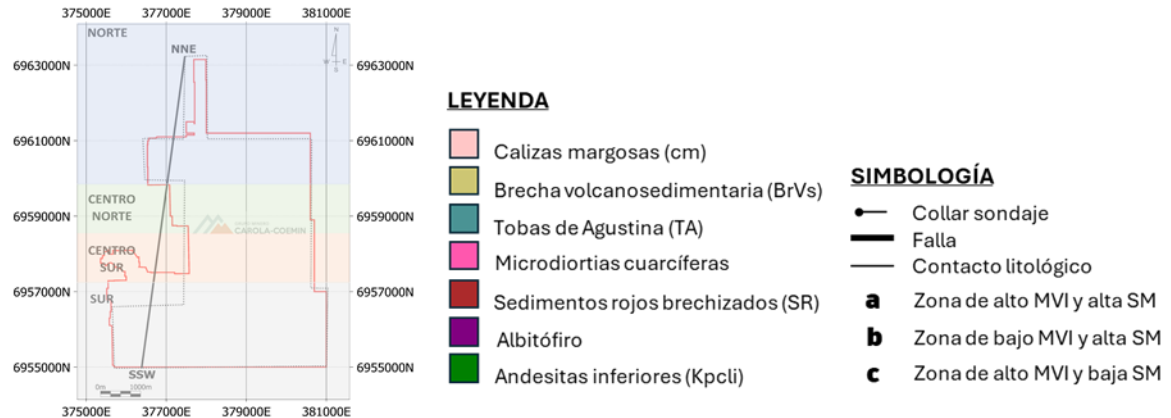 375000E 377000E 379000E 381000E
NORTE
NNE
N
W E
S
6963000N 6963000N
6961000N 6961000N
CENTRO
NORTE
6959000N 6959000N
CAROLA-COEMIN
CENTRO
SUR
6957000N 6957000N
SUR
6955000N 6955000N
SSW
0m 1000m
375000E 377000E 379000E 381000E
LEYENDA
Calizas margosas (cm)
Brecha volcanosedimentaria (BrVs)
Tobas de Agustina (TA)
Microdiortias cuarcíferas
Sedimentos rojos brechizados (SR)
Albitófiro
Andesitas inferiores (Kpcli)
SIMBOLOGÍA
Collar sondaje
Falla
Contacto litológico
a Zona de alto MVI y alta SM
b Zona de bajo MVI y alta SM
c Zona de alto MVI y baja SM